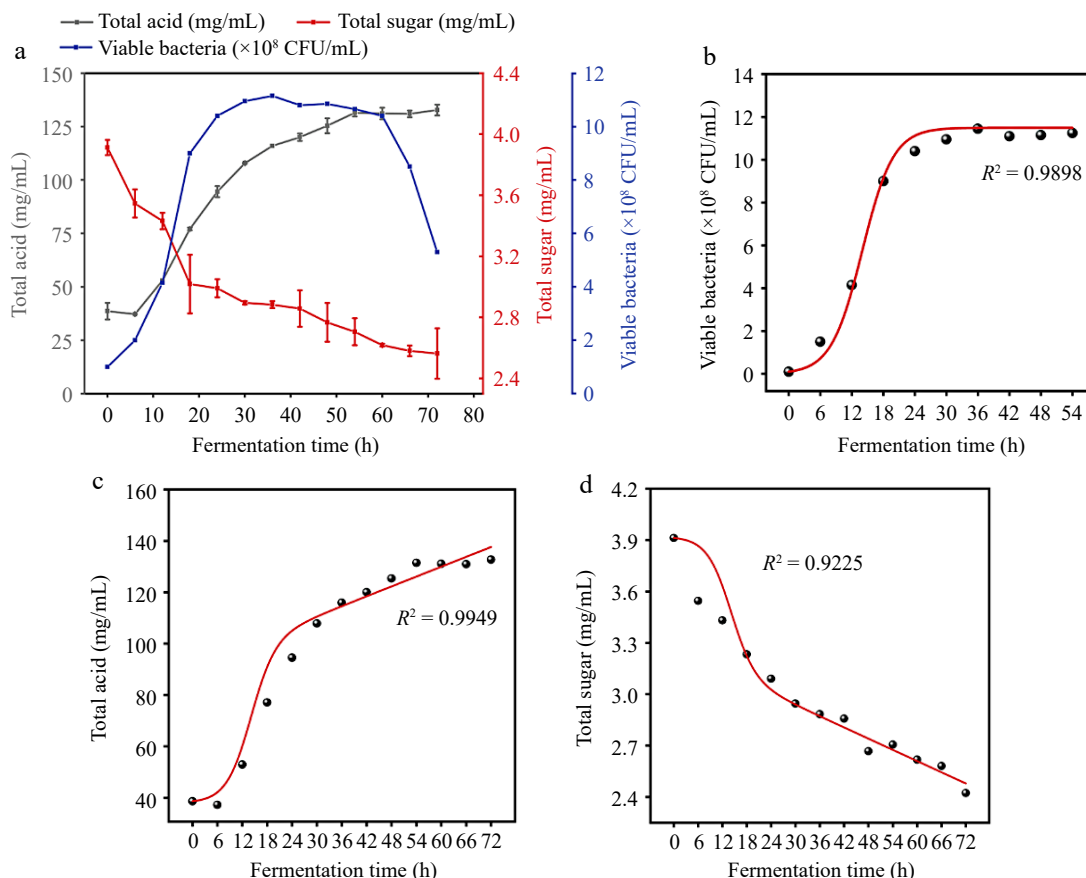 Total acid (mg/mL) Total sugar (mg/mL)
Viable bacteria (×10⁸ CFU/mL)
a
150
125
100
75
50
25
0
Total acid (mg/mL)
4.4
4.0
3.6
3.2
2.8
2.4
Total sugar (mg/mL)
12
10
8
6
4
2
0
Viable bacteria (×10⁸ CFU/mL)
0 10 20 30 40 50 60 70 80
Fermentation time (h)
b
14
12
10
8
6
4
2
0
Viable bacteria (×10⁸ CFU/mL)
R² = 0.9898
0 6 12 18 24 30 36 42 48 54
Fermentation time (h)
c
160
140
120
100
80
60
40
Total acid (mg/mL)
R² = 0.9949
0 6 12 18 24 30 36 42 48 54 60 66 72
Fermentation time (h)
d
4.2
3.9
3.6
3.3
3.0
2.7
2.4
Total sugar (mg/mL)
R² = 0.9225
0 6 12 18 24 30 36 42 48 54 60 66 72
Fermentation time (h)